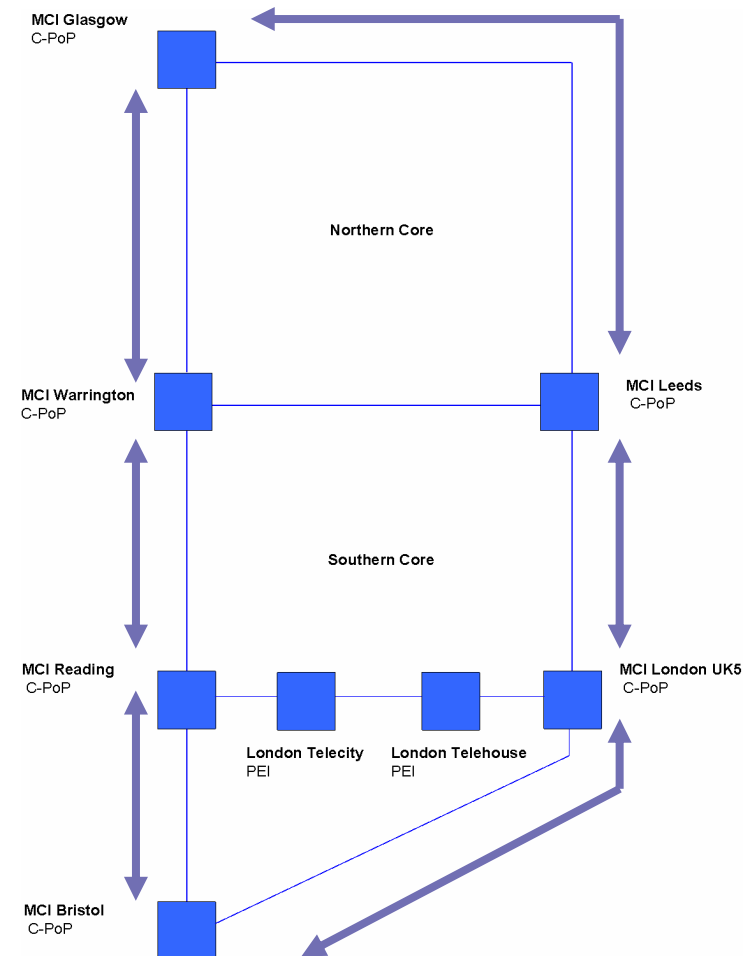 MCI Glasgow
C-PoP
Northern Core
MCI Warrington
C-PoP
MCI Leeds
C-PoP
Southern Core
MCI Reading
C-PoP
MCI London UK5
C-PoP
London Telecity
PEI
London Telehouse
PEI
MCI Bristol
C-PoP